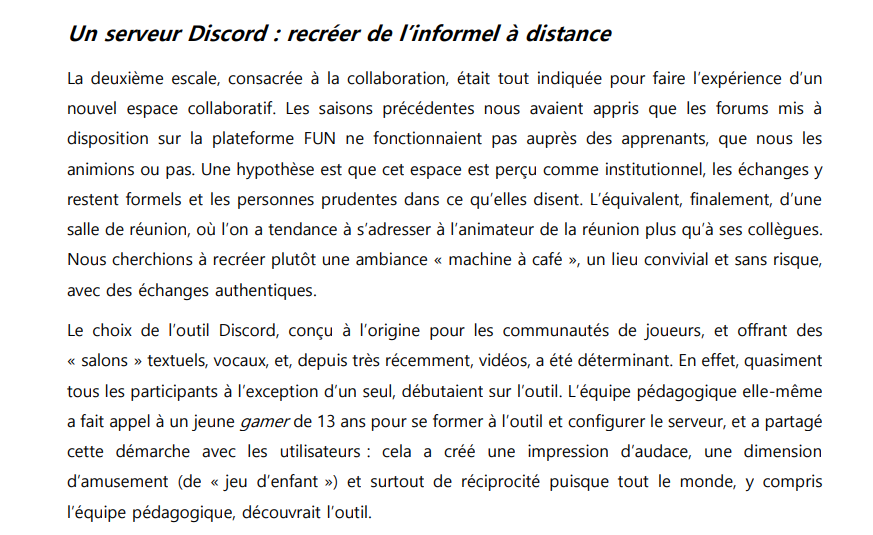 Un serveur Discord : recréer de l’informel à distance
La deuxième escale, consacrée à la collaboration, était tout indiquée pour faire l’expérience d’un
nouvel espace collaboratif. Les saisons précédentes nous avaient appris que les forums mis à
disposition sur la plateforme FUN ne fonctionnaient pas auprès des apprenants, que nous les
animions ou pas. Une hypothèse est que cet espace est perçu comme institutionnel, les échanges y
restent formels et les personnes prudentes dans ce qu’elles disent. L’équivalent, finalement, d’une
salle de réunion, où l’on a tendance à s’adresser à l’animateur de la réunion plus qu’à ses collègues.
Nous cherchions à recréer plutôt une ambiance « machine à café », un lieu convivial et sans risque,
avec des échanges authentiques.
Le choix de l’outil Discord, conçu à l’origine pour les communautés de joueurs, et offrant des
« salons » textuels, vocaux, et, depuis très récemment, vidéos, a été déterminant. En effet, quasiment
tous les participants à l’exception d’un seul, débutaient sur l’outil. L’équipe pédagogique elle-même
a fait appel à un jeune gamer de 13 ans pour se former à l’outil et configurer le serveur, et a partagé
cette démarche avec les utilisateurs : cela a créé une impression d’audace, une dimension
d’amusement (de « jeu d’enfant ») et surtout de réciprocité puisque tout le monde, y compris
l’équipe pédagogique, découvrait l’outil.